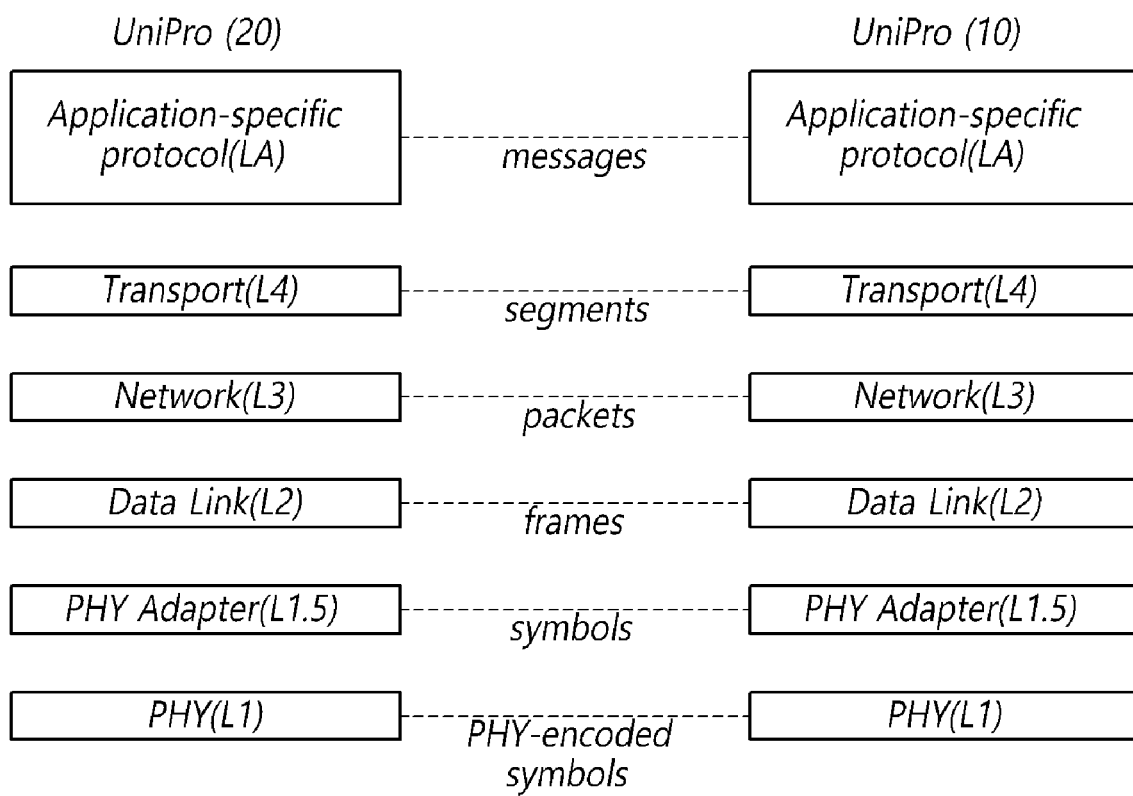 UniPro (20)
UniPro (10)
Application-specific
protocol(LA)
messages
Application-specific
protocol(LA)
Transport(L4)
segments
Transport(L4)
Network(L3)
packets
Network(L3)
Data Link(L2)
frames
Data Link(L2)
PHY Adapter(L1.5)
symbols
PHY Adapter(L1.5)
PHY(L1)
PHY-encoded
symbols
PHY(L1)